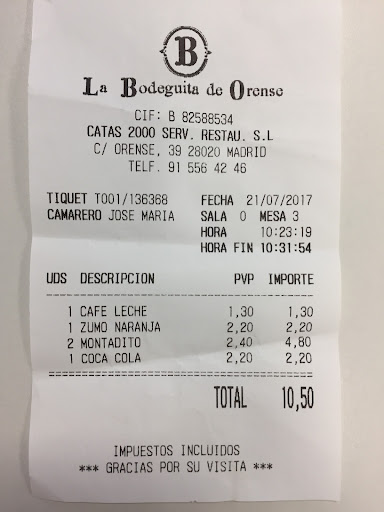 B
La Bodeguita de Orense
CIF: B 82588534
CATAS 2000 SERV. RESTAU. S.L
C/ ORENSE, 39 28020 MADRID
TELF. 91 556 42 46
TIQUET T001/136368 FECHA 21/07/2017
CAMARERO JOSE MARIA SALA 0 MESA 3
HORA 10:23:19
HORA FIN 10:31:54
UDS DESCRIPCION PVP IMPORTE
1 CAFE LECHE 1,30 1,30
1 ZUMO NARANJA 2,20 2,20
2 MONTADITO 2,40 4,80
1 COCA COLA 2,20 2,20
TOTAL 10,50
IMPUESTOS INCLUIDOS
*** GRACIAS POR SU VISITA ***